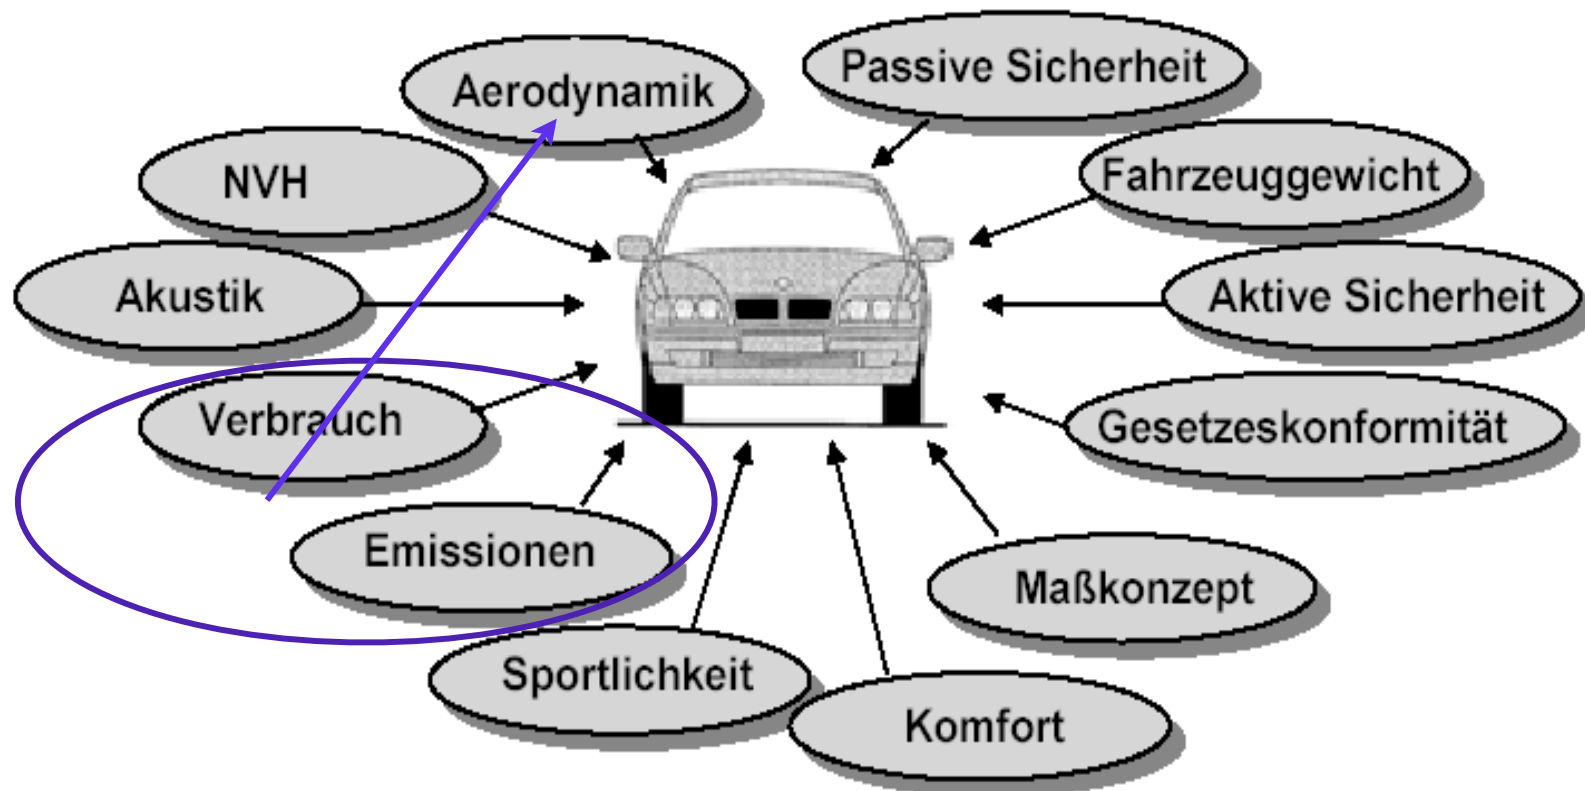 Aerodynamik
Passive Sicherheit
NVH
Fahrzeuggewicht
Akustik
Aktive Sicherheit
Verbrauch
Gesetzeskonformität
Emissionen
Maßkonzept
Sportlichkeit
Komfort